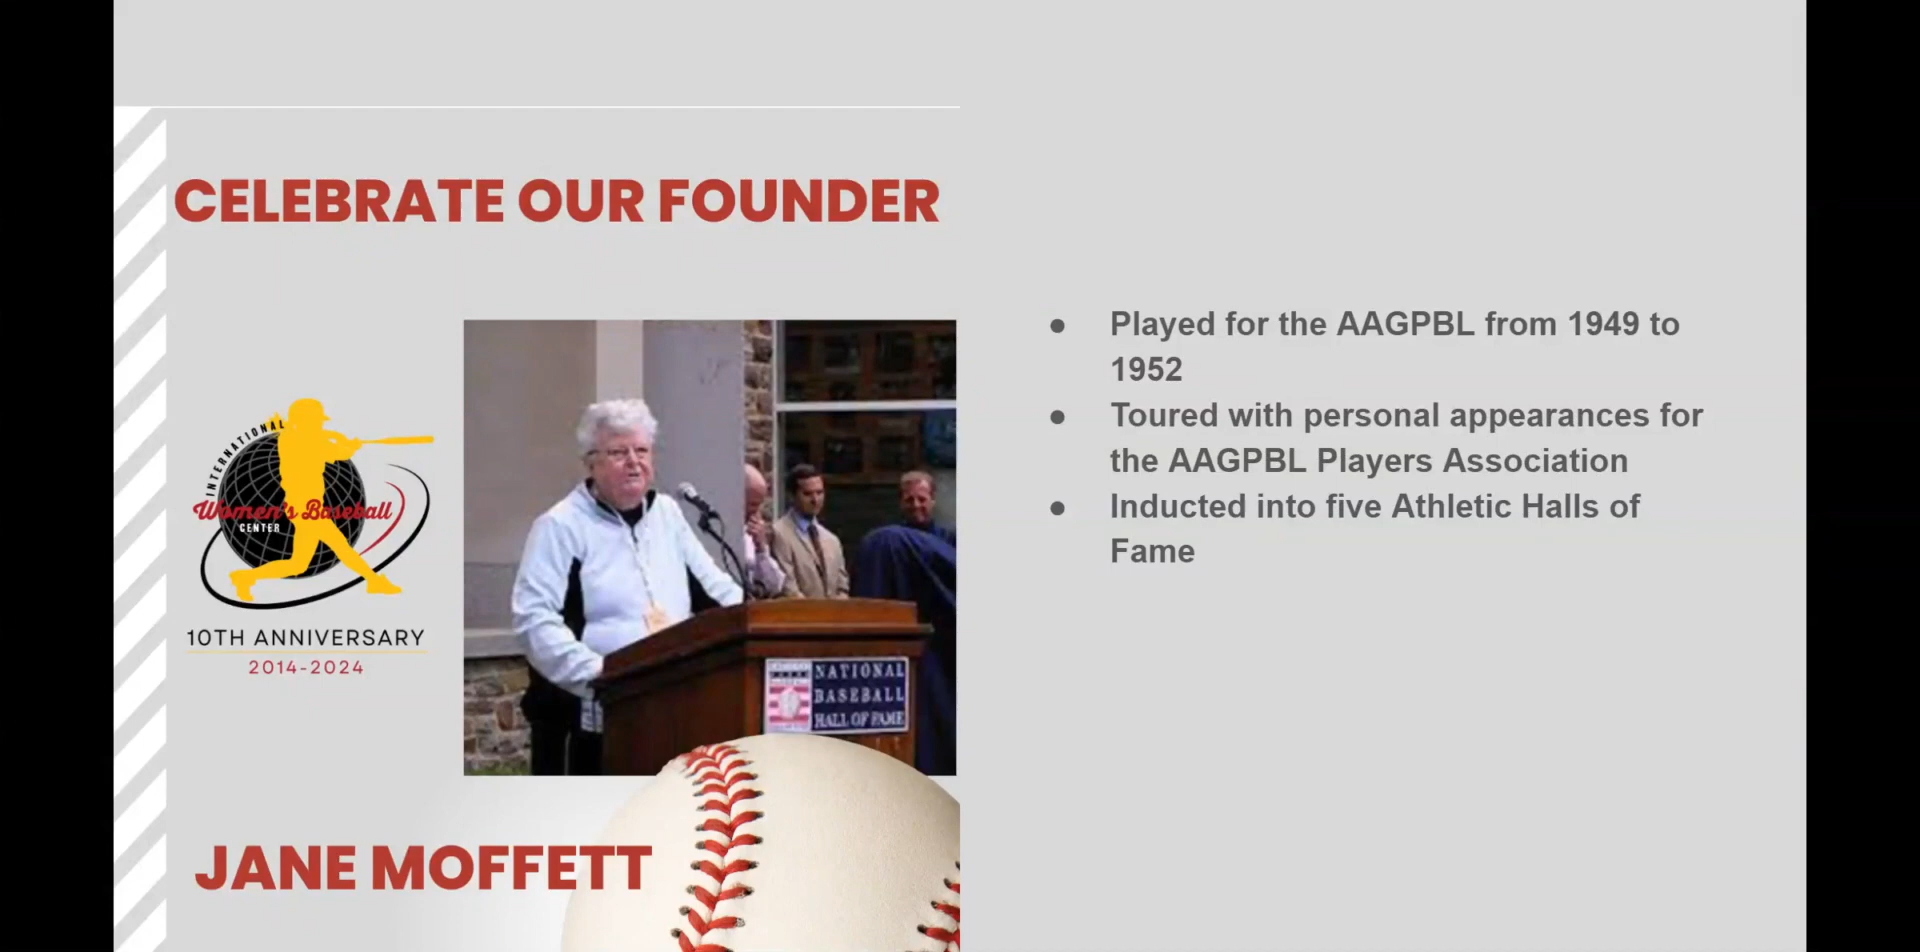 CELEBRATE OUR FOUNDER
INTERNATIONAL
Women's Baseball
CENTER
10TH ANNIVERSARY
2014-2024
NATIONAL
BASEBALL
HALL OF FAME
JANE MOFFETT
● Played for the AAGPBL from 1949 to
1952
● Toured with personal appearances for
the AAGPBL Players Association
● Inducted into five Athletic Halls of
Fame